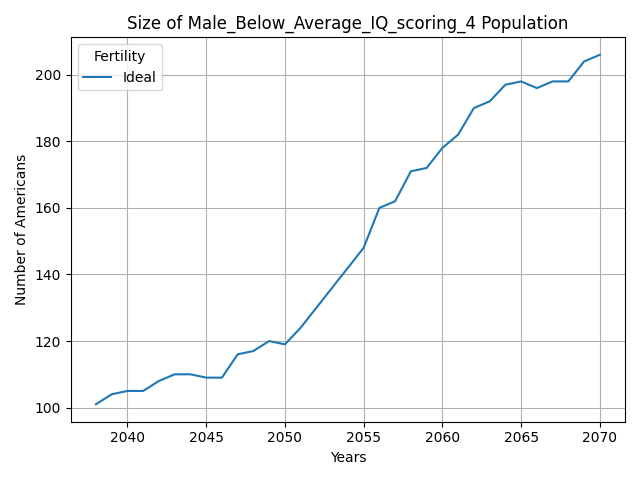 Size of Male_Below_Average_IQ_scoring_4 Population
Fertility
Ideal
Number of Americans
200
180
160
140
120
100
2040 2045 2050 2055 2060 2065 2070
Years